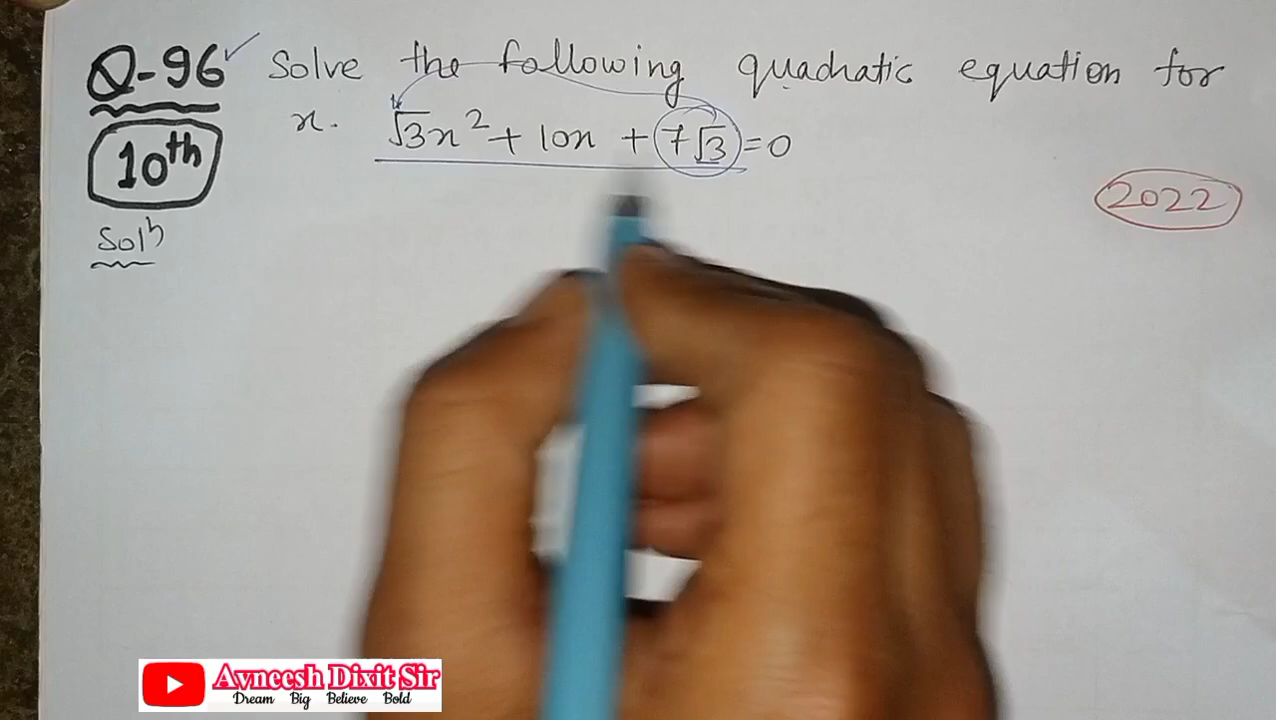 Q-96 Solve the following quadratic equation for
x. √3x² + 10x + 7√3 = 0
10th
2022
Solⁿ
Avneesh Dixit Sir
Dream Big Believe Bold